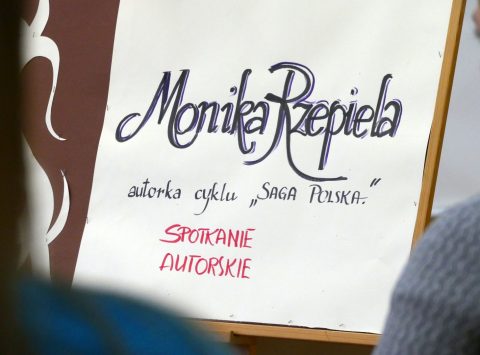 Monika Rzepiela
autorka cyklu „SAGA POLSKA."
SPOTKANIE
AUTORSKIE